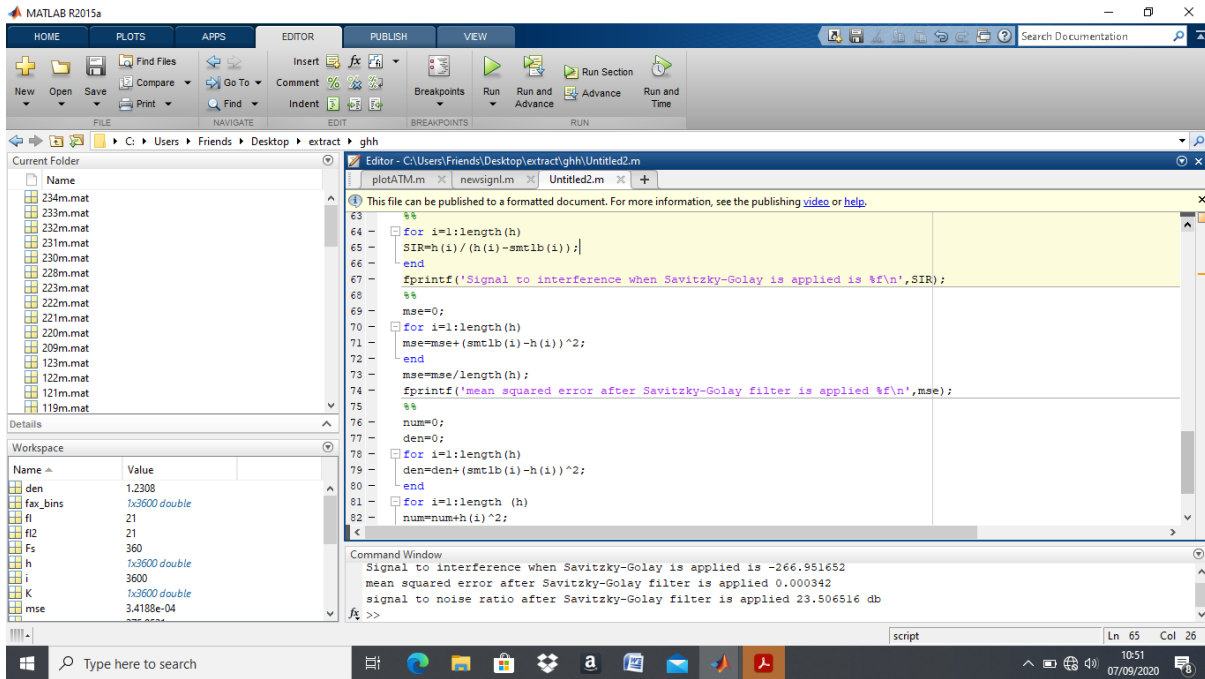 MATLAB R2015a
HOME PLOTS APPS EDITOR PUBLISH VIEW
Search Documentation
New Open Save
Find Files
Compare
Print
FILE
Go To
Find
NAVIGATE
Insert
Comment
Indent
EDIT
Breakpoints
BREAKPOINTS
Run
Run and Advance
Run Section
Advance
Run and Time
RUN
C: Users Friends Desktop extract ghh
Current Folder
Name
234m.mat
233m.mat
232m.mat
231m.mat
230m.mat
228m.mat
223m.mat
222m.mat
221m.mat
220m.mat
209m.mat
123m.mat
122m.mat
121m.mat
119m.mat
Details
Workspace
Name Value
den 1.2308
fax_bins 1x3600 double
fl 21
fl2 21
Fs 360
h 1x3600 double
i 3600
K 1x3600 double
mse 3.4188e-04
Editor - C:\Users\Friends\Desktop\extract\ghh\Untitled2.m
plotATM.m newsignl.m Untitled2.m
This file can be published to a formatted document. For more information, see the publishing video or help.
63 %%
64 for i=1:length(h)
65 SIR=h(i)/(h(i)-smtlb(i));
66 end
67 fprintf('Signal to interference when Savitzky-Golay is applied is %f\n',SIR);
68 %%
69 mse=0;
70 for i=1:length(h)
71 mse=mse+(smtlb(i)-h(i))^2;
72 end
73 mse=mse/length(h);
74 fprintf('mean squared error after Savitzky-Golay filter is applied %f\n',mse);
75 %%
76 num=0;
77 den=0;
78 for i=1:length(h)
79 den=den+(smtlb(i)-h(i))^2;
80 end
81 for i=1:length (h)
82 num=num+h(i)^2;
Command Window
Signal to interference when Savitzky-Golay is applied is -266.951652
mean squared error after Savitzky-Golay filter is applied 0.000342
signal to noise ratio after Savitzky-Golay filter is applied 23.506516 db
fx >>
script Ln 65 Col 26
Type here to search
10:51
07/09/2020